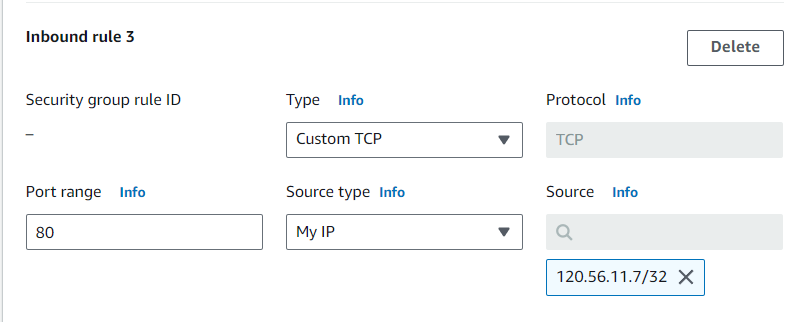 Inbound rule 3
Delete
Security group rule ID
–
Type Info
Custom TCP
Protocol Info
TCP
Port range Info
80
Source type Info
My IP
Source Info
120.56.11.7/32